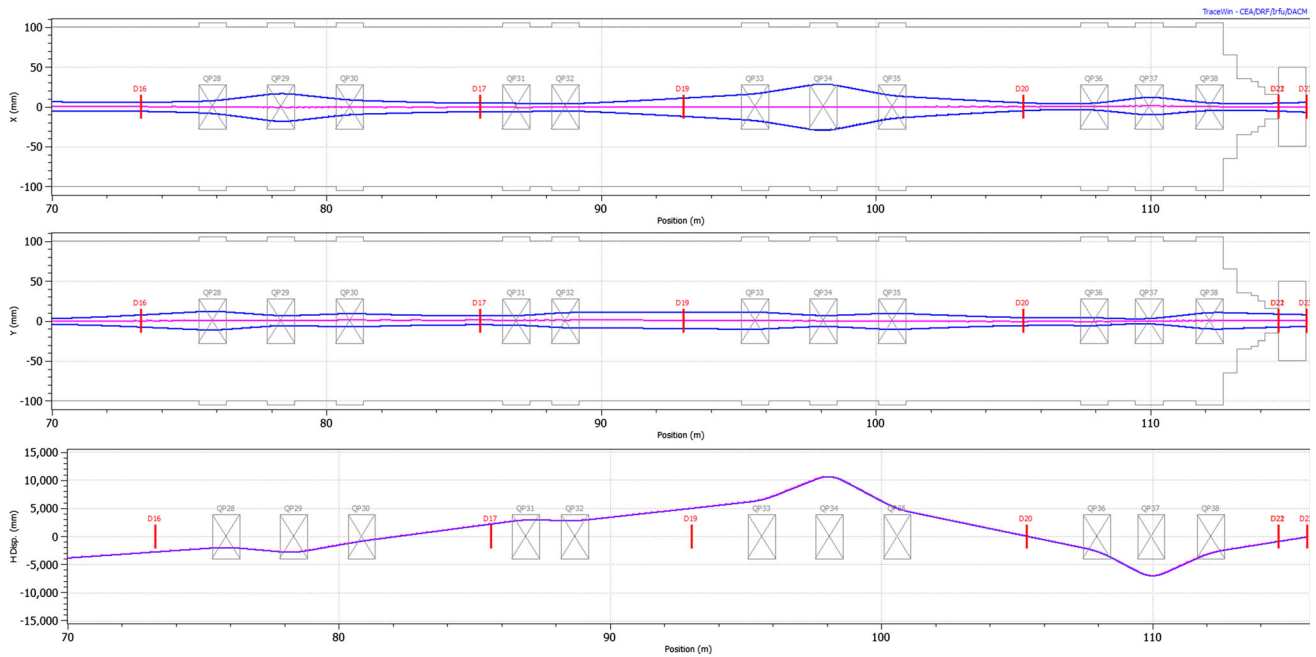 TraceWin - CEA/DRF/Irfu/DACM
100
D16 QP28 QP29 QP30 D17 QP31 QP32 D19 QP33 QP34 QP35 D20 QP36 QP37 QP38
50
X (mm)
0
-50
-100
70 80 90 100 110
Position (m)
100
D16 QP28 QP29 QP30 D17 QP31 QP32 D19 QP33 QP34 QP35 D20 QP36 QP37 QP38
50
Y (mm)
0
-50
-100
70 80 90 100 110
Position (m)
15,000
10,000
5,000
D16 QP28 QP29 QP30 D17 QP31 QP32 D19 QP33 QP34 D20 QP36 QP37 QP38
H Disp. (mm)
0
-5,000
-10,000
-15,000
70 80 90 100 110
Position (m)